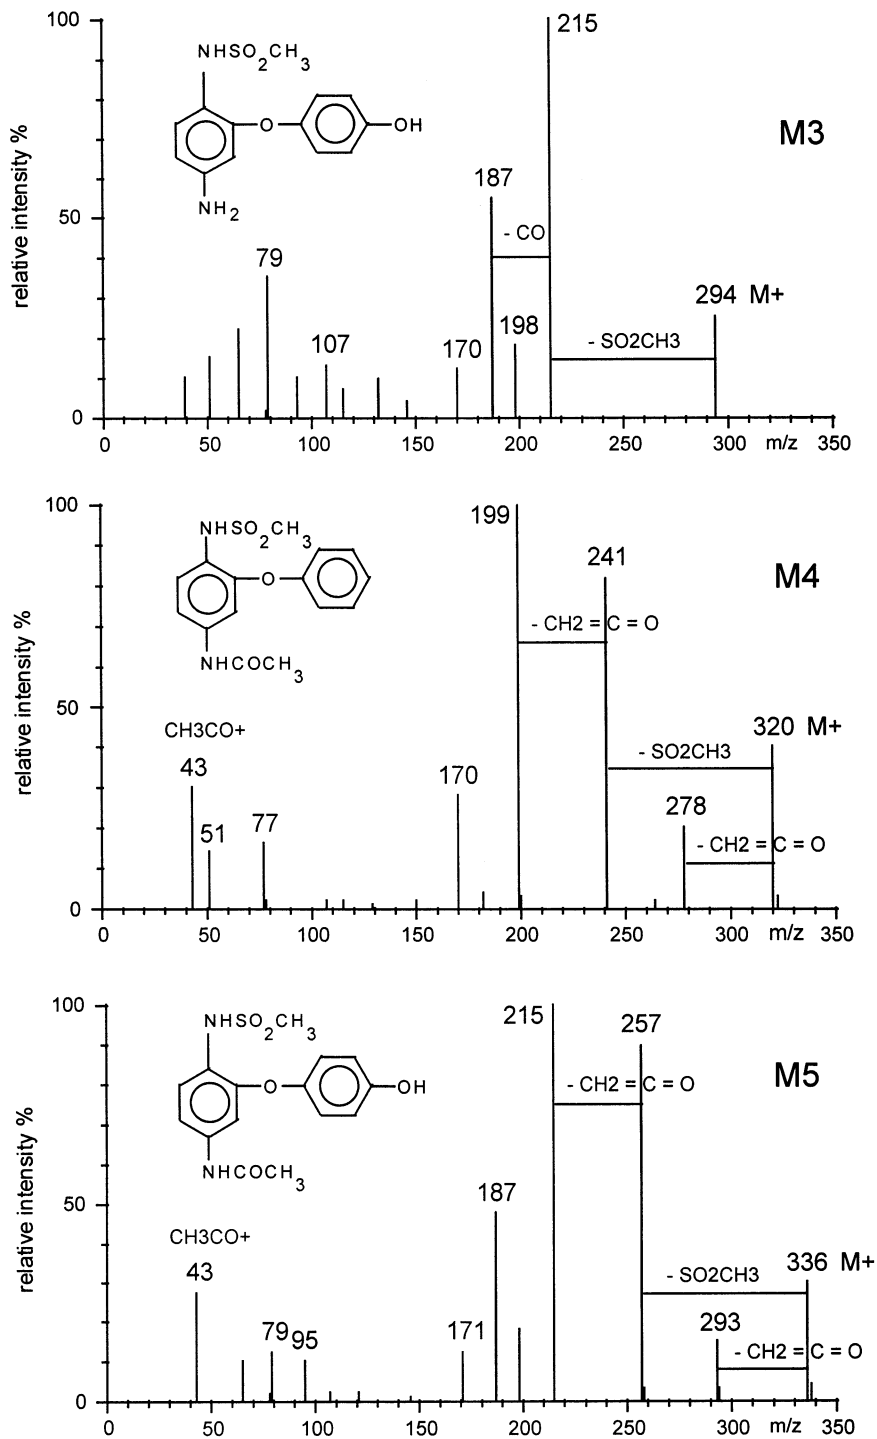 100
215
NHSO2CH3
O
OH
M3
187
NH2
relative intensity %
50
- CO
79
294 M+
198
107
170
- SO2CH3
0
0 50 100 150 200 250 300 m/z 350
100
199
NHSO2CH3
241
O
M4
- CH2 = C = O
relative intensity %
NHCOCH3
50
CH3CO+
320 M+
- SO2CH3
43
170
278
51
77
- CH2 = C = O
0
0 50 100 150 200 250 300 m/z 350
100
215
257
NHSO2CH3
O
OH
M5
- CH2 = C = O
relative intensity %
NHCOCH3
50
187
CH3CO+
336 M+
43
- SO2CH3
79
95
171
293
- CH2 = C = O
0
0 50 100 150 200 250 300 m/z 350